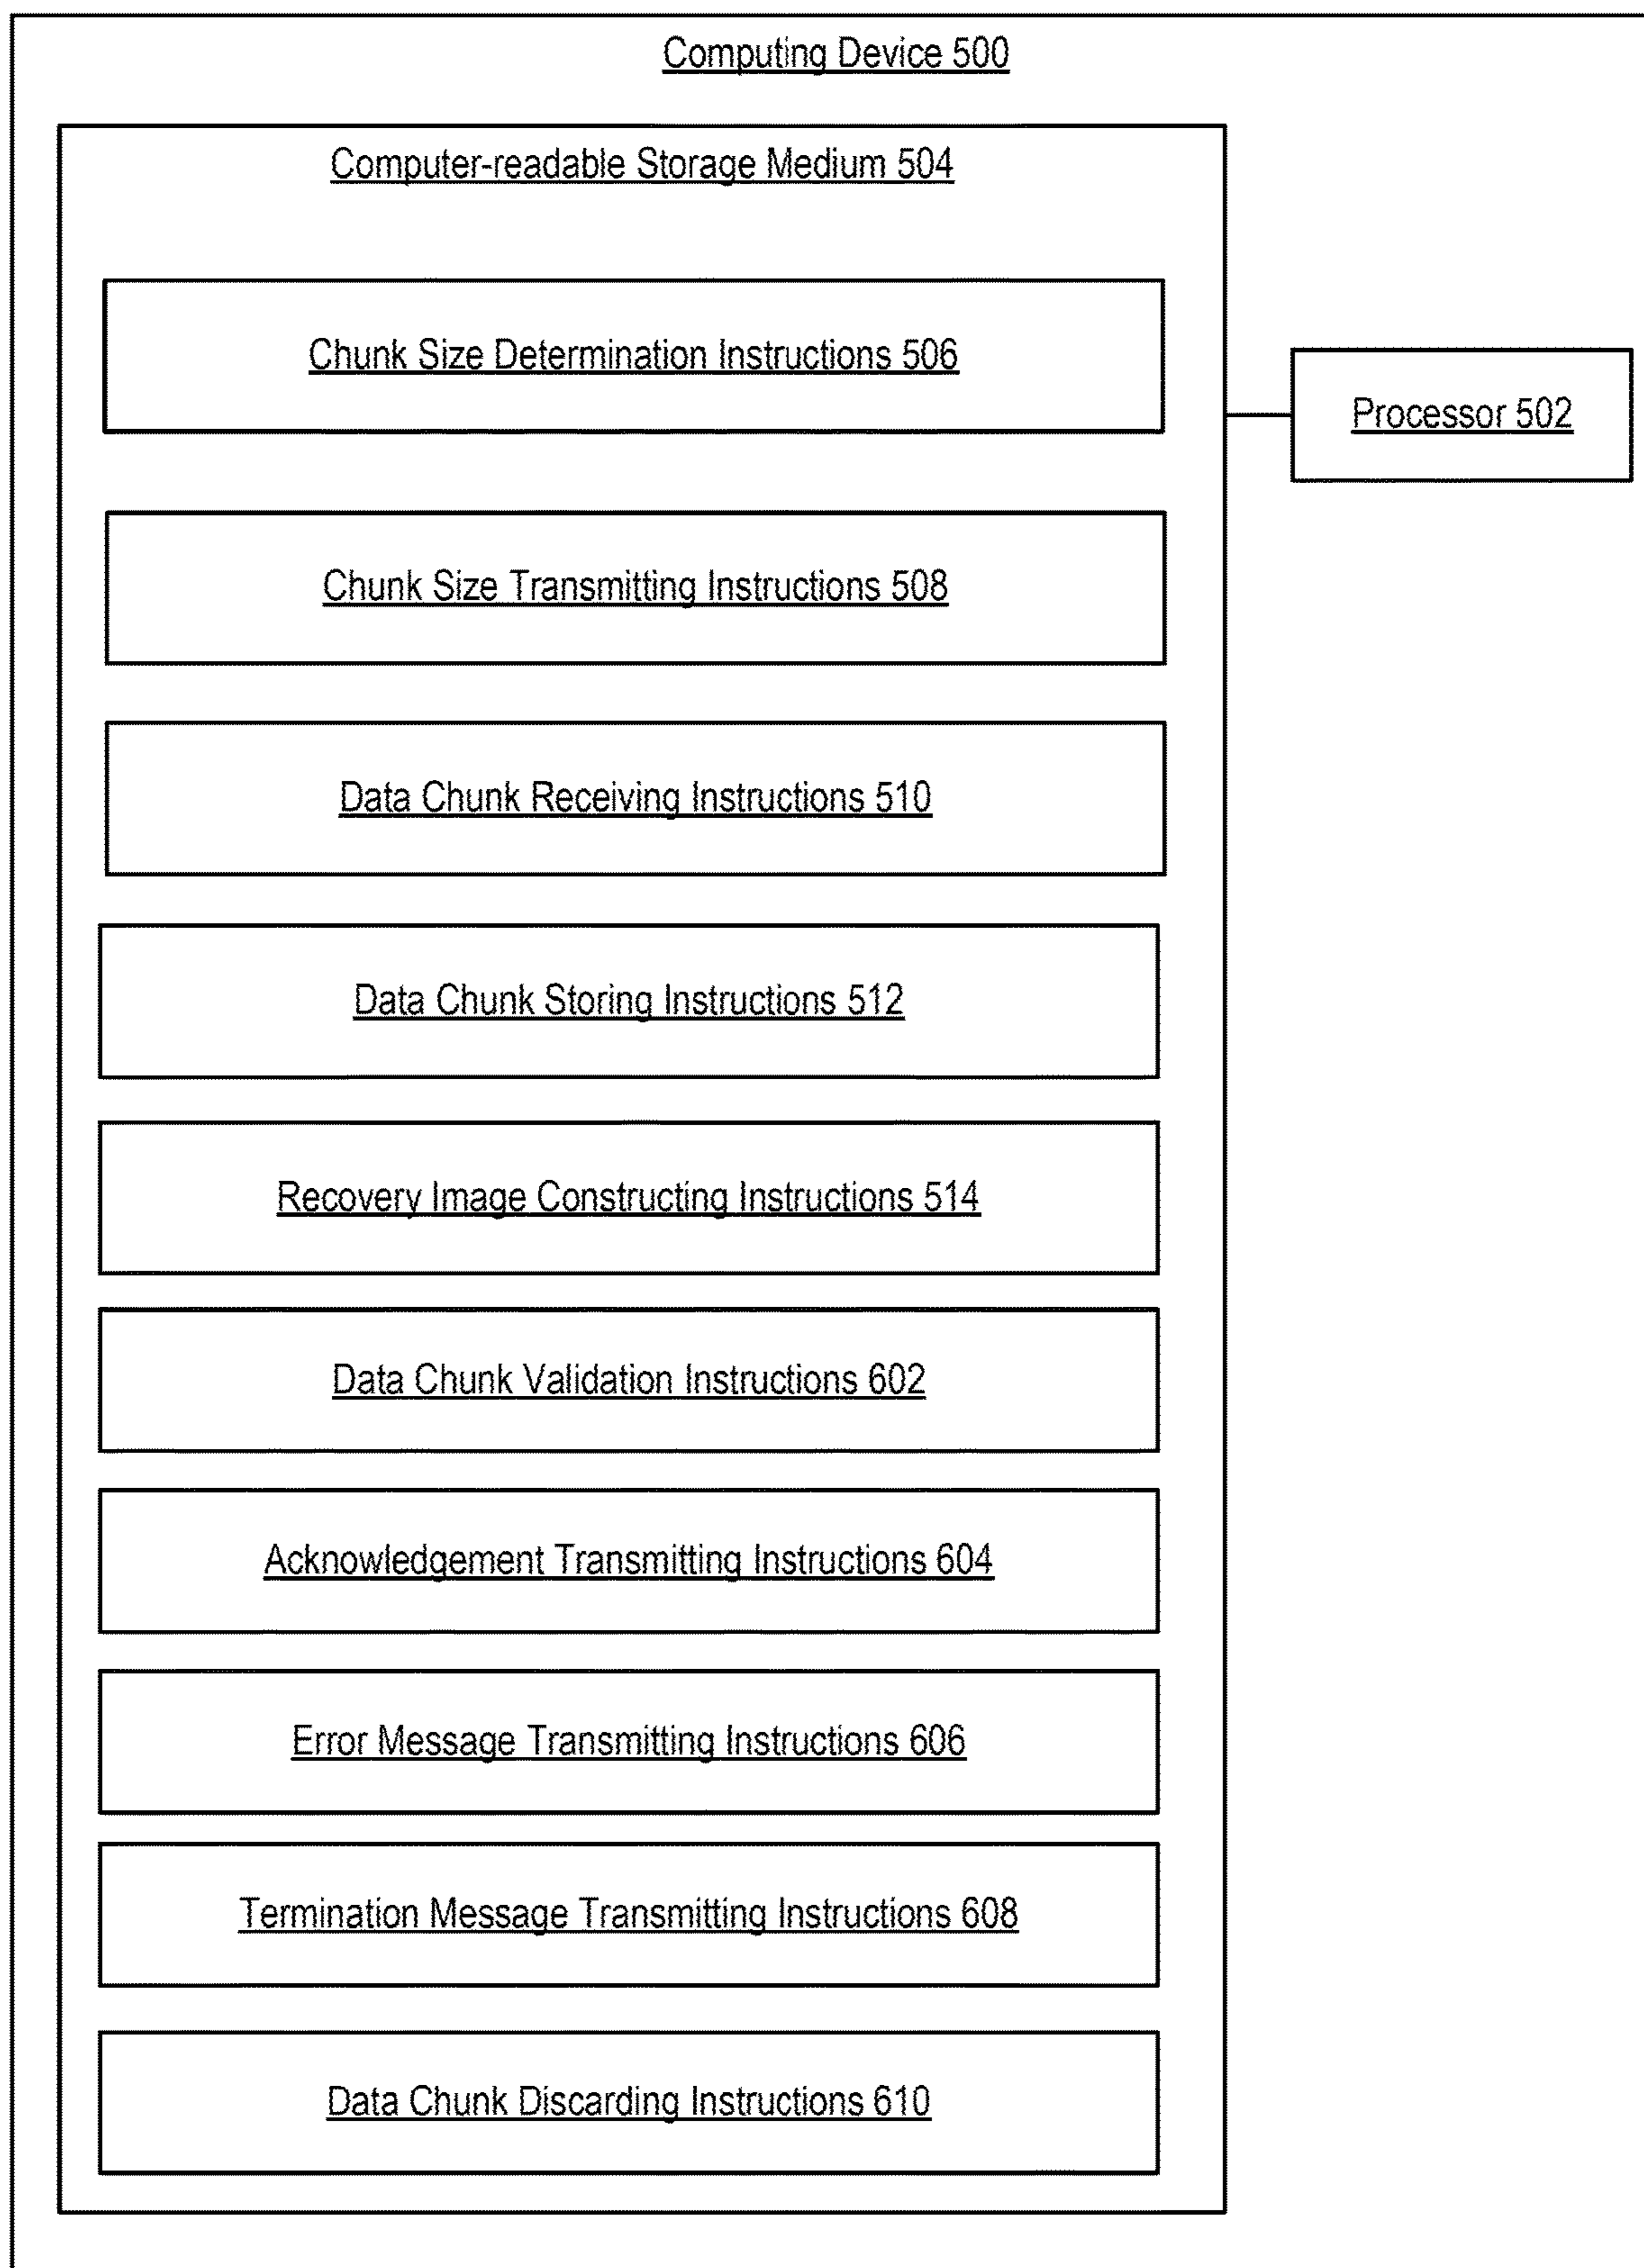 Computing Device 500
Computer-readable Storage Medium 504
Chunk Size Determination Instructions 506
Processor 502
Chunk Size Transmitting Instructions 508
Data Chunk Receiving Instructions 510
Data Chunk Storing Instructions 512
Recovery Image Constructing Instructions 514
Data Chunk Validation Instructions 602
Acknowledgement Transmitting Instructions 604
Error Message Transmitting Instructions 606
Termination Message Transmitting Instructions 608
Data Chunk Discarding Instructions 610